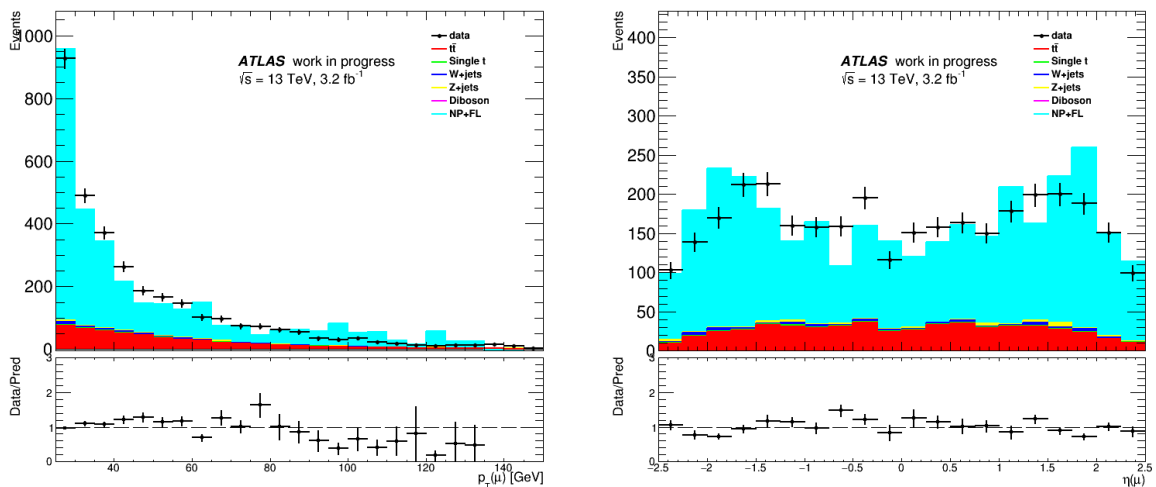 Events
1000
800
600
400
200
0
ATLAS work in progress
√s = 13 TeV, 3.2 fb⁻¹
data
tt̄
Single t
W+jets
Z+jets
Diboson
NP+FL
Data/Pred
3
2
1
0
40 60 80 100 120 140
p_T(μ) [GeV]
Events
400
350
300
250
200
150
100
50
0
ATLAS work in progress
√s = 13 TeV, 3.2 fb⁻¹
data
tt̄
Single t
W+jets
Z+jets
Diboson
NP+FL
Data/Pred
3
2
1
0
-2.5 -2 -1.5 -1 -0.5 0 0.5 1 1.5 2 2.5
η(μ)